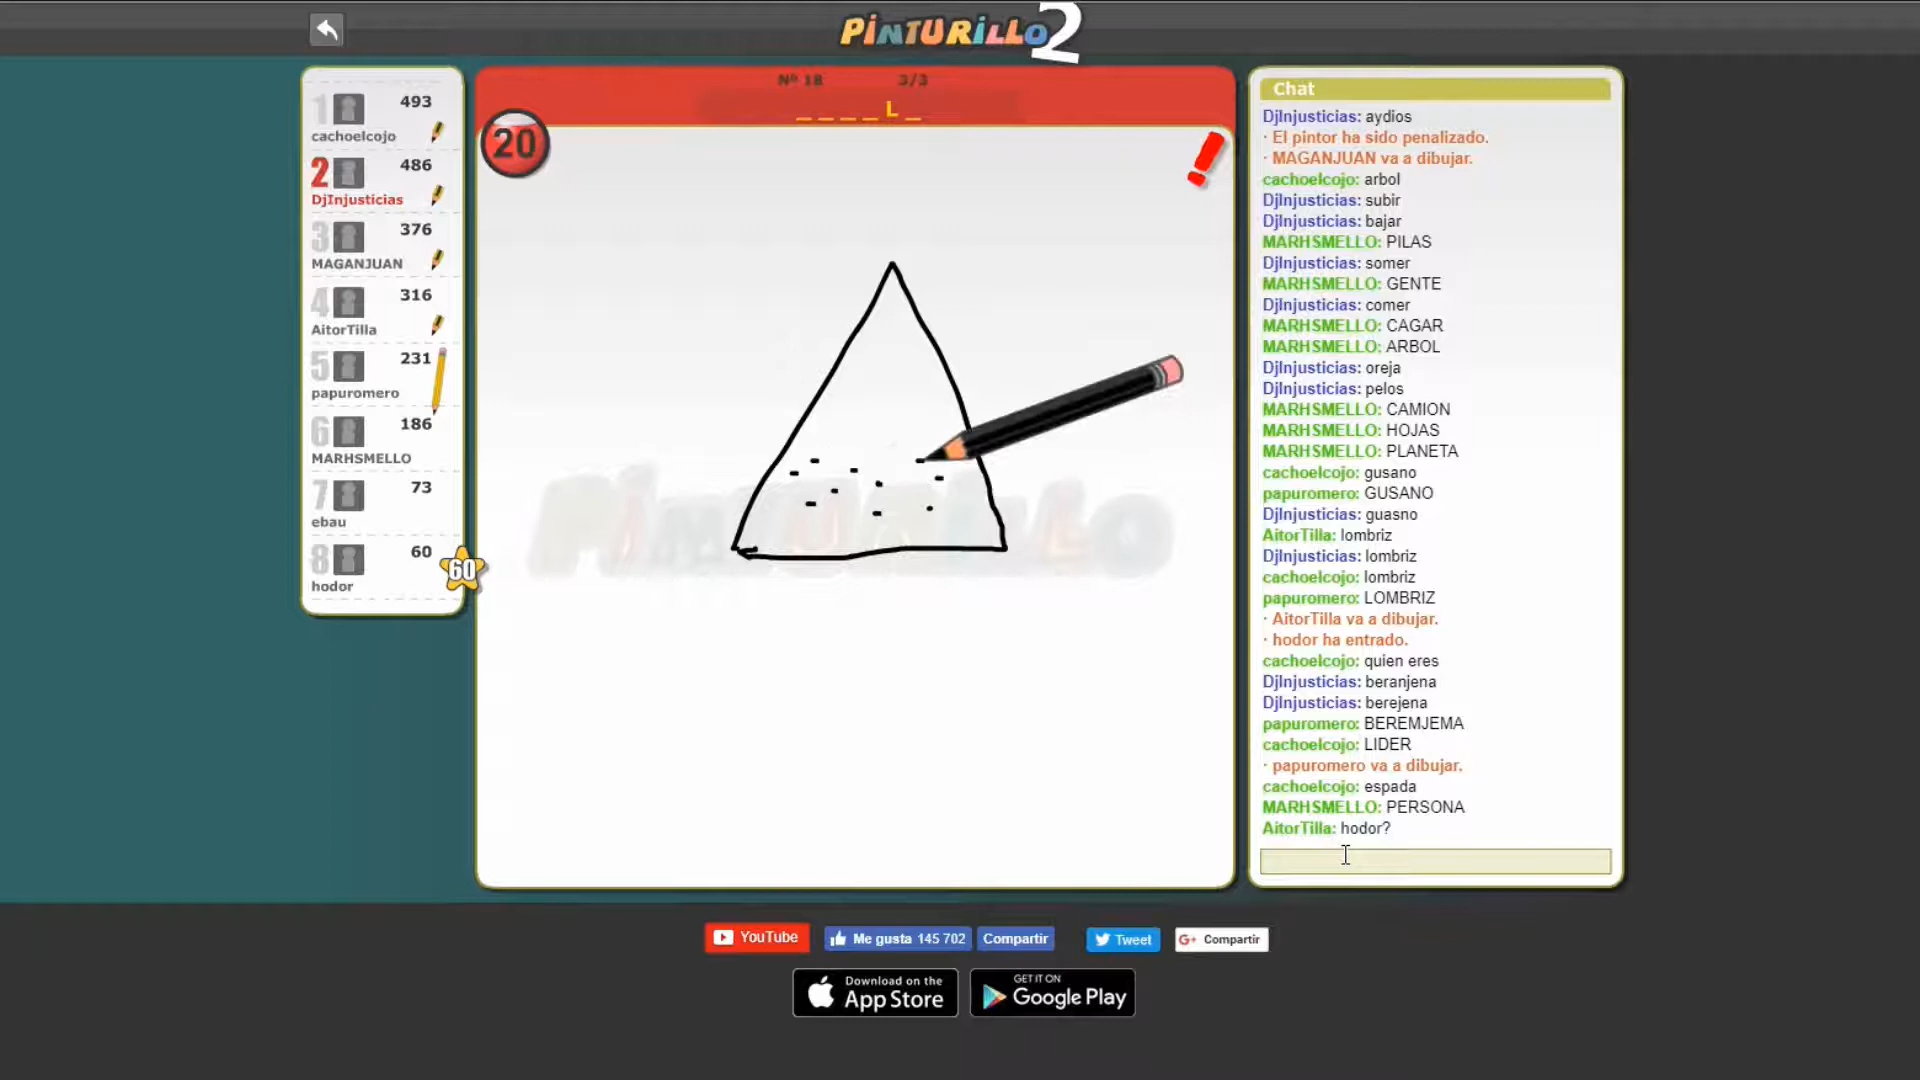 PiNTURiLLO 2
Nº 18 3/3
_ _ _ _ L _
20
1 493
cachoelcojo
2 486
DjInjusticias
3 376
MAGANJUAN
4 316
AitorTilla
5 231
papuromero
6 186
MARHSMELLO
7 73
ebau
8 60
hodor
60
PinTURiLLo
Chat
DjInjusticias: aydios
· El pintor ha sido penalizado.
· MAGANJUAN va a dibujar.
cachoelcojo: arbol
DjInjusticias: subir
DjInjusticias: bajar
MARHSMELLO: PILAS
DjInjusticias: somer
MARHSMELLO: GENTE
DjInjusticias: comer
MARHSMELLO: CAGAR
MARHSMELLO: ARBOL
DjInjusticias: oreja
DjInjusticias: pelos
MARHSMELLO: CAMION
MARHSMELLO: HOJAS
MARHSMELLO: PLANETA
cachoelcojo: gusano
papuromero: GUSANO
DjInjusticias: guasno
AitorTilla: lombriz
DjInjusticias: lombriz
cachoelcojo: lombriz
papuromero: LOMBRIZ
· AitorTilla va a dibujar.
· hodor ha entrado.
cachoelcojo: quien eres
DjInjusticias: beranjena
DjInjusticias: berejena
papuromero: BEREMJEMA
cachoelcojo: LIDER
· papuromero va a dibujar.
cachoelcojo: espada
MARHSMELLO: PERSONA
AitorTilla: hodor?
YouTube
Me gusta 145 702
Compartir
Tweet
G+ Compartir
Download on the
App Store
GET IT ON
Google Play